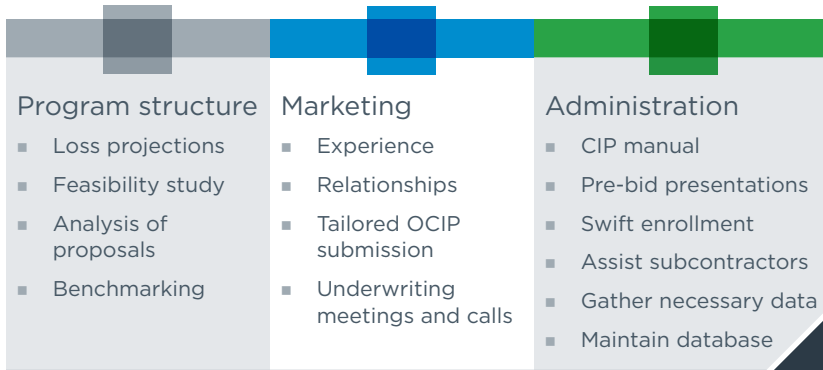 Program structure
Loss projections
Feasibility study
Analysis of
proposals
Benchmarking
Marketing
Experience
Relationships
Tailored OCIP
submission
Underwriting
meetings and calls
Administration
CIP manual
Pre-bid presentations
Swift enrollment
Assist subcontractors
Gather necessary data
Maintain database